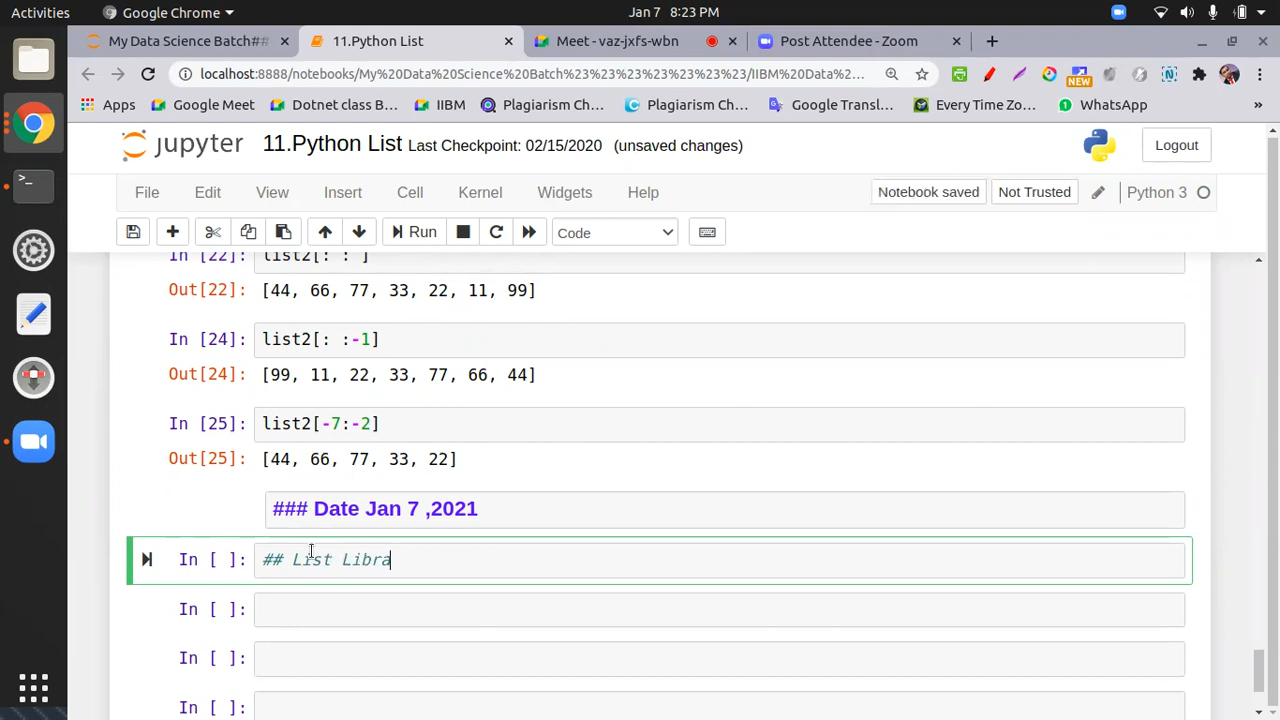 Activities
Google Chrome
Jan 7 8:23 PM
My Data Science Batch##
11.Python List
Meet - vaz-jxfs-wbn
Post Attendee - Zoom
localhost:8888/notebooks/My%20Data%20Science%20Batch%23%23%23%23%23%23%23/IIBM%20Data%2...
NEW
Apps
Google Meet
Dotnet class B...
IIBM
Plagiarism Ch...
Plagiarism Ch...
Google Transl...
Every Time Zo...
WhatsApp
»
jupyter
11.Python List Last Checkpoint: 02/15/2020 (unsaved changes)
Logout
File
Edit
View
Insert
Cell
Kernel
Widgets
Help
Notebook saved
Not Trusted
Python 3
Run
Code
In [22]: list2[: : ]
Out[22]: [44, 66, 77, 33, 22, 11, 99]
In [24]: list2[: :-1]
Out[24]: [99, 11, 22, 33, 77, 66, 44]
In [25]: list2[-7:-2]
Out[25]: [44, 66, 77, 33, 22]
### Date Jan 7 ,2021
In [ ]: ## List Libra
In [ ]:
In [ ]:
In [ ]: